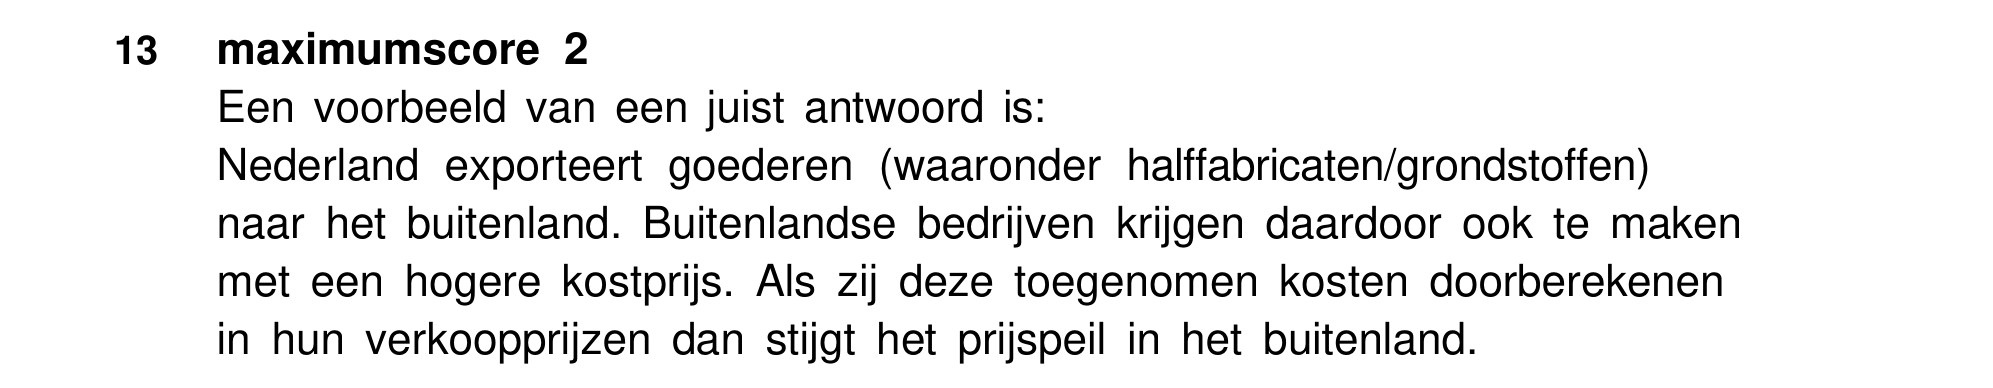 13 maximumscore 2
Een voorbeeld van een juist antwoord is:
Nederland exporteert goederen (waaronder halffabricaten/grondstoffen)
naar het buitenland. Buitenlandse bedrijven krijgen daardoor ook te maken
met een hogere kostprijs. Als zij deze toegenomen kosten doorberekenen
in hun verkoopprijzen dan stijgt het prijspeil in het buitenland.